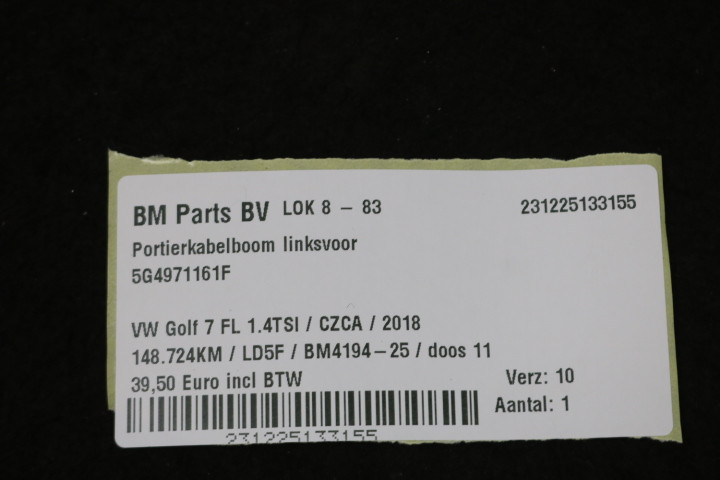 BM Parts BV LOK 8 – 83 231225133155
Portierkabelboom linksvoor
5G4971161F
VW Golf 7 FL 1.4TSI / CZCA / 2018
148.724KM / LD5F / BM4194–25 / doos 11
39,50 Euro incl BTW Verz: 10
Aantal: 1
231225133155